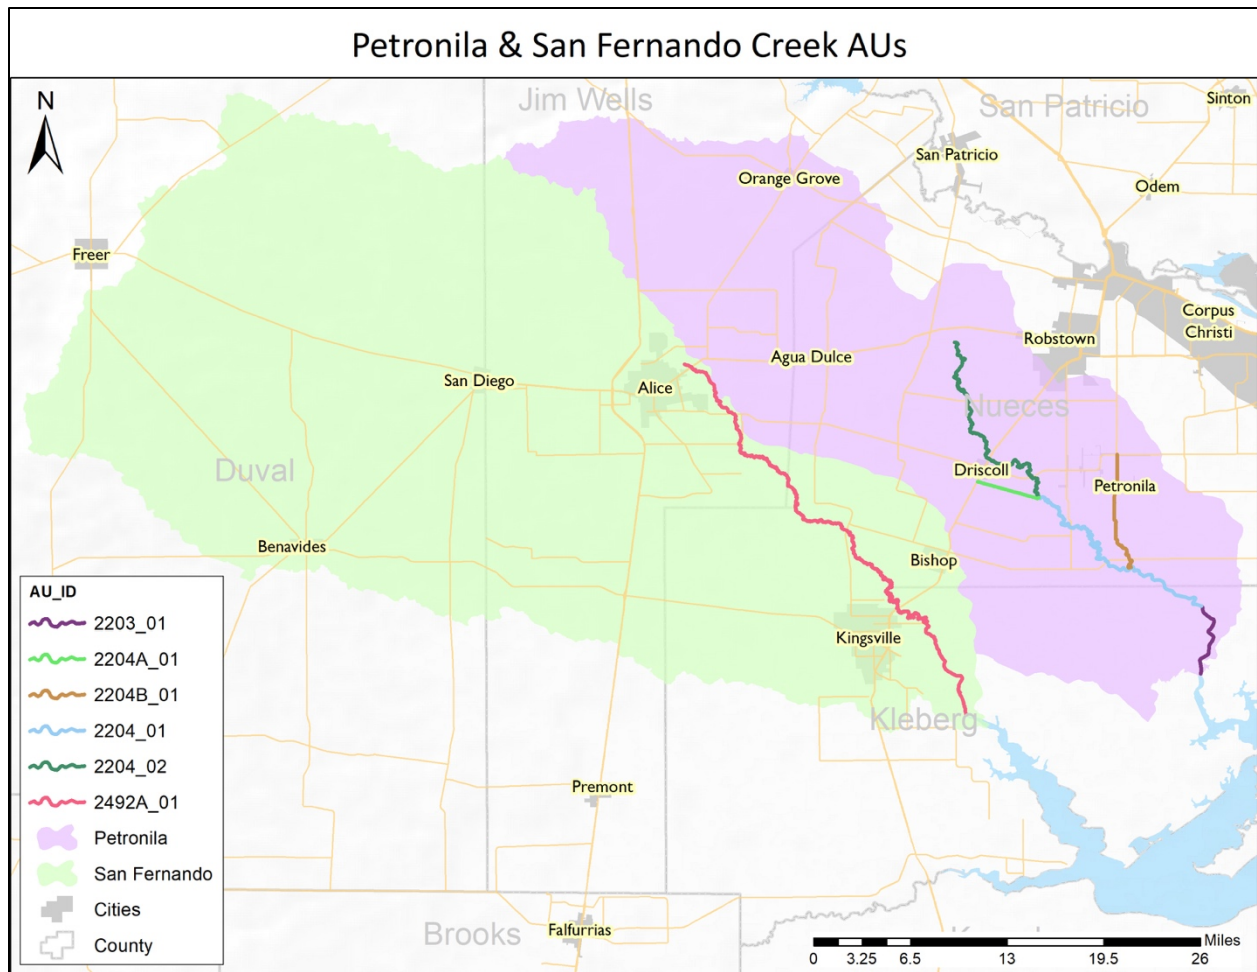 Petronila & San Fernando Creek AUs
N
Jim Wells
San Patricio
Sinton
San Patricio
Orange Grove
Odem
Freer
Corpus
Christi
Robstown
Agua Dulce
San Diego
Alice
Nueces
Duval
Driscoll
Petronila
Benavides
Bishop
Kingsville
Kleberg
Premont
Brooks
Falfurrias
AU_ID
2203_01
2204A_01
2204B_01
2204_01
2204_02
2492A_01
Petronila
San Fernando
Cities
County
Miles
0 3.25 6.5 13 19.5 26